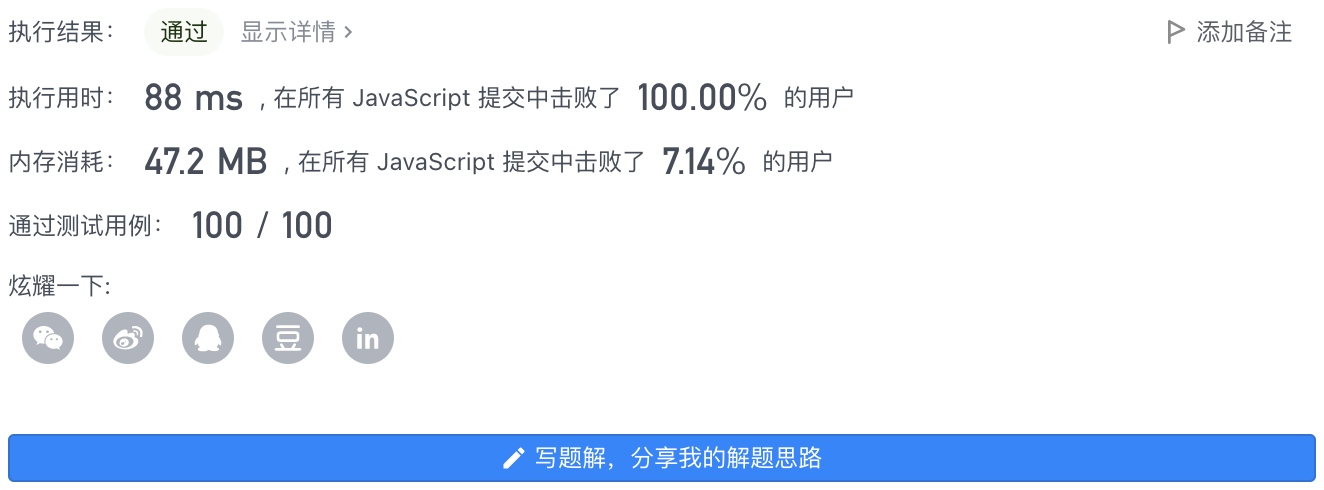 执行结果： 通过 显示详情 > 添加备注
执行用时： 88 ms , 在所有 JavaScript 提交中击败了 100.00% 的用户
内存消耗： 47.2 MB , 在所有 JavaScript 提交中击败了 7.14% 的用户
通过测试用例： 100 / 100
炫耀一下:
豆 in
写题解，分享我的解题思路